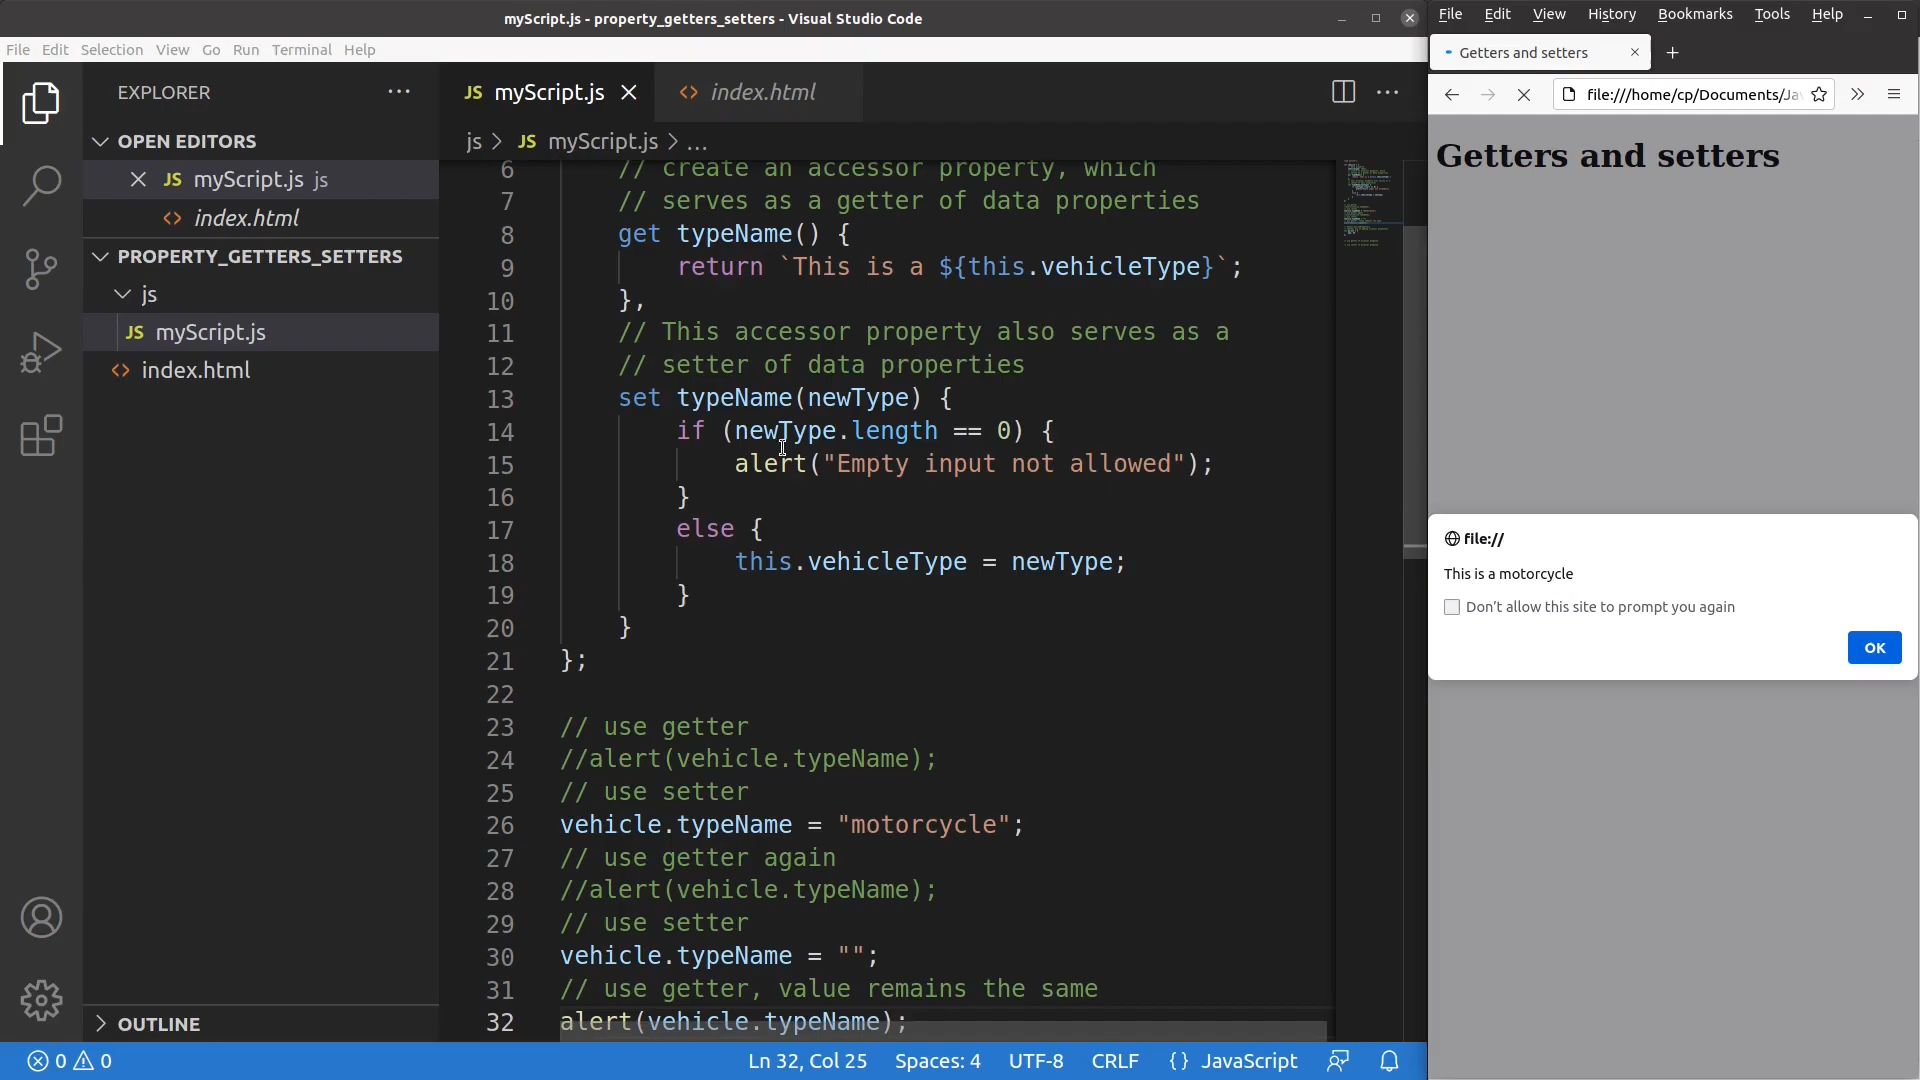 myScript.js - property_getters_setters - Visual Studio Code
File Edit Selection View Go Run Terminal Help
EXPLORER
OPEN EDITORS
JS myScript.js js
<> index.html
PROPERTY_GETTERS_SETTERS
js
JS myScript.js
<> index.html
OUTLINE
JS myScript.js
<> index.html
js > JS myScript.js > ...
6 // create an accessor property, which
7 // serves as a getter of data properties
8 get typeName() {
9 return `This is a ${this.vehicleType}`;
10 },
11 // This accessor property also serves as a
12 // setter of data properties
13 set typeName(newType) {
14 if (newType.length == 0) {
15 alert("Empty input not allowed");
16 }
17 else {
18 this.vehicleType = newType;
19 }
20 }
21 };
22
23 // use getter
24 //alert(vehicle.typeName);
25 // use setter
26 vehicle.typeName = "motorcycle";
27 // use getter again
28 //alert(vehicle.typeName);
29 // use setter
30 vehicle.typeName = "";
31 // use getter, value remains the same
32 alert(vehicle.typeName);
0 0
Ln 32, Col 25 Spaces: 4 UTF-8 CRLF {} JavaScript
File Edit View History Bookmarks Tools Help
Getters and setters
file:///home/cp/Documents/Ja
Getters and setters
file://
This is a motorcycle
Don't allow this site to prompt you again
OK